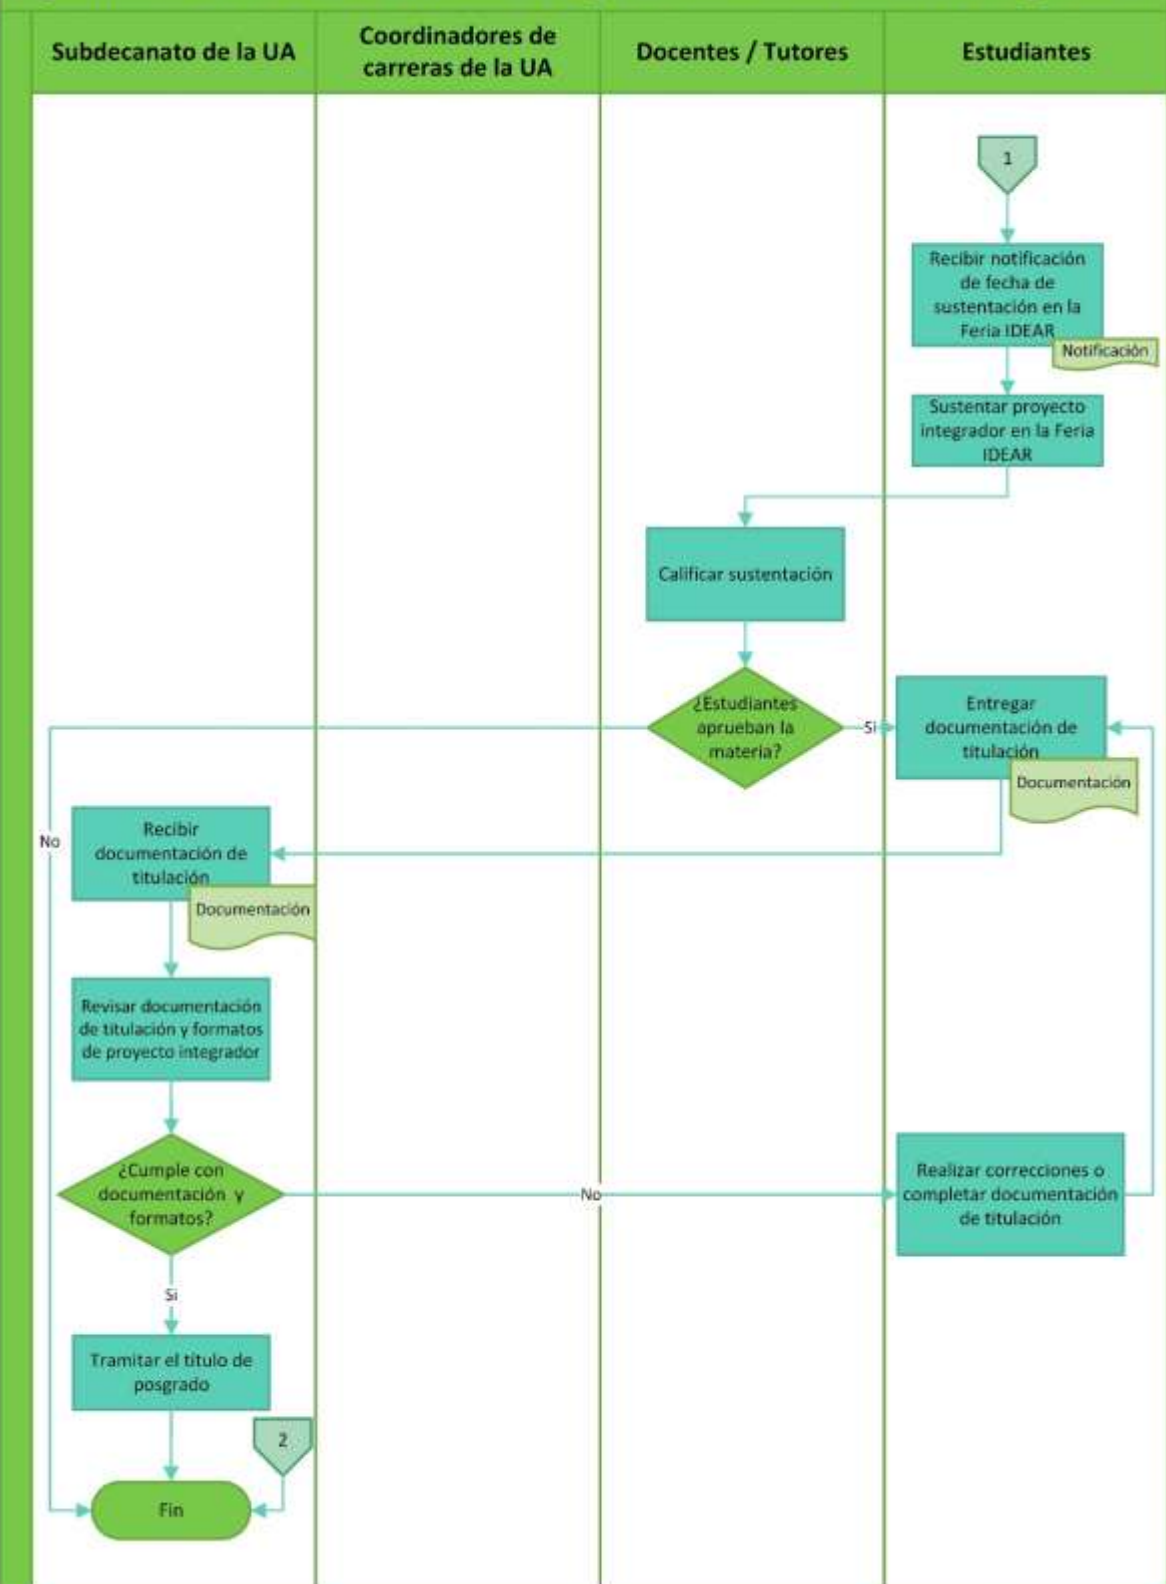 Subdecanato de la UA
Coordinadores de
carreras de la UA
Docentes / Tutores
Estudiantes
1
Recibir notificación
de fecha de
sustentación en la
Feria IDEAR
Notificación
Sustentar proyecto
integrador en la Feria
IDEAR
Calificar sustentación
¿Estudiantes
aprueban la
materia?
Si
Entregar
documentación de
titulación
Documentación
No
Recibir
documentación de
titulación
Documentación
Revisar documentación
de titulación y formatos
de proyecto integrador
¿Cumple con
documentación y
formatos?
No
Realizar correcciones o
completar documentación
de titulación
Si
Tramitar el título de
posgrado
2
Fin